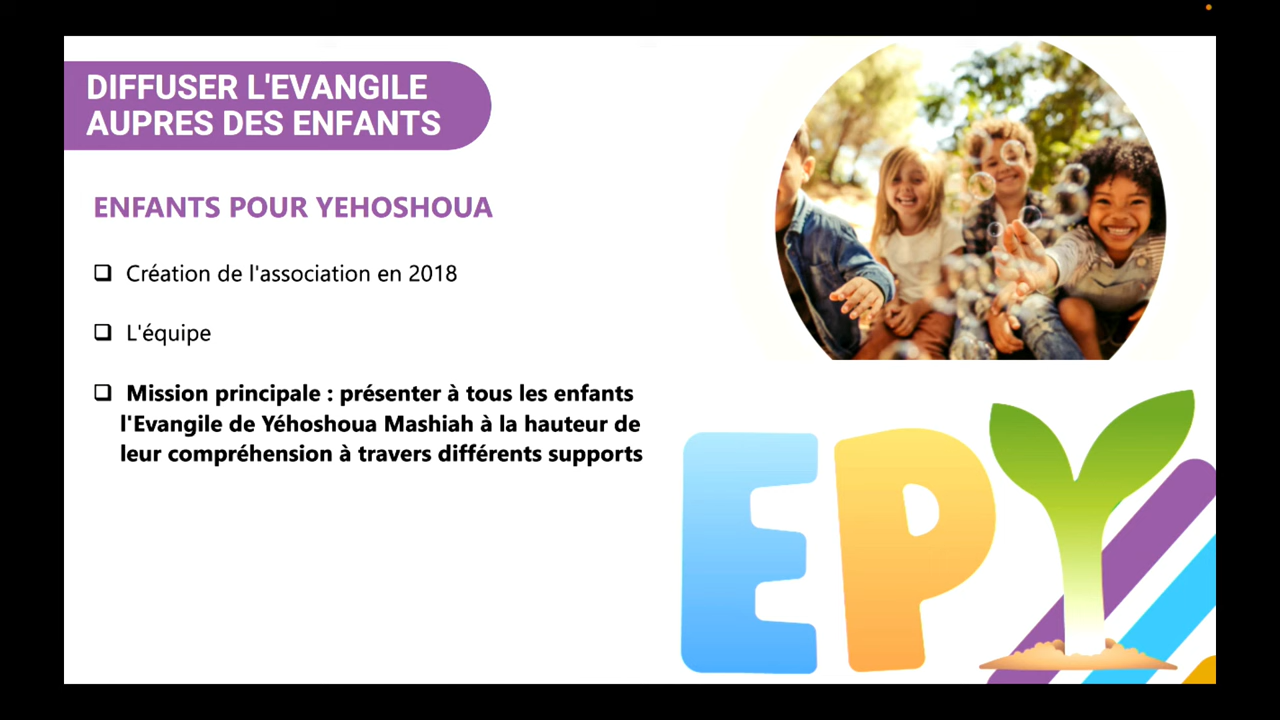 DIFFUSER L'EVANGILE
AUPRES DES ENFANTS
ENFANTS POUR YEHOSHOUA
Création de l'association en 2018
L'équipe
Mission principale : présenter à tous les enfants
l'Evangile de Yéhoshoua Mashiah à la hauteur de
leur compréhension à travers différents supports
EPY